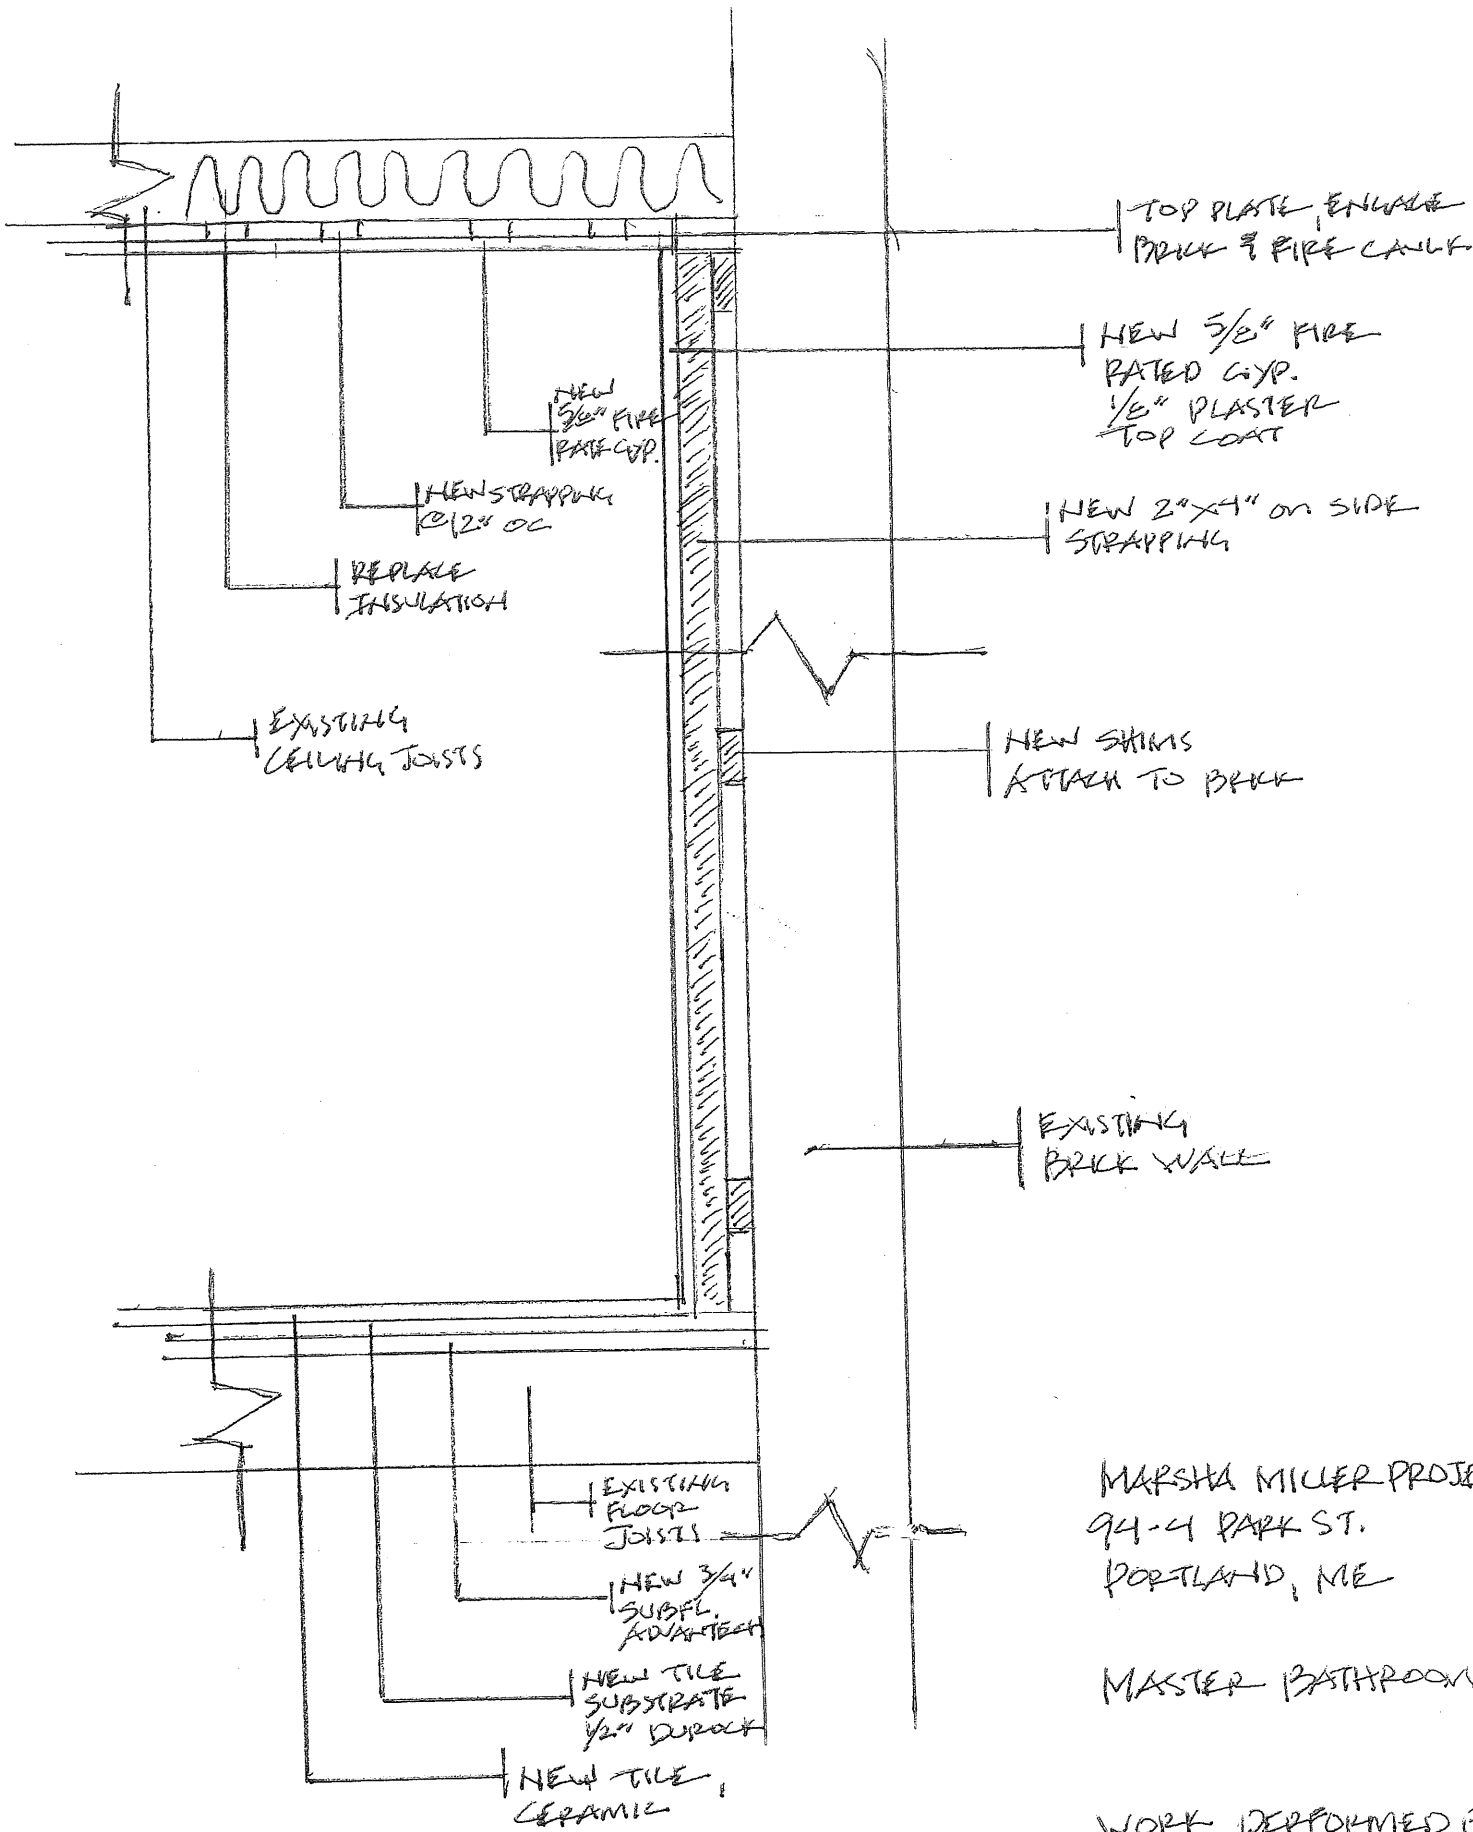 TOP PLATE, ENGAGE
BRICK & FIRE CAULK
NEW 5/8" FIRE
RATED GYP.
1/8" PLASTER
TOP COAT
NEW
5/8" FIRE
RATE GYP.
NEW STRAPPING
@ 12" OC
NEW 2"x4" on SIDE
STRAPPING
REPLACE
INSULATION
EXISTING
CEILING JOISTS
NEW SHIMS
ATTACH TO BRICK
EXISTING
BRICK WALL
EXISTING
FLOOR
JOISTS
NEW 3/4"
SUBFL.
ADVANTECH
NEW TILE
SUBSTRATE
1/2" DUROCK
NEW TILE,
CERAMIC
MARSHA MILLER PROJE
94-4 PARK ST.
PORTLAND, ME
MASTER BATHROOM
WORK PERFORMED